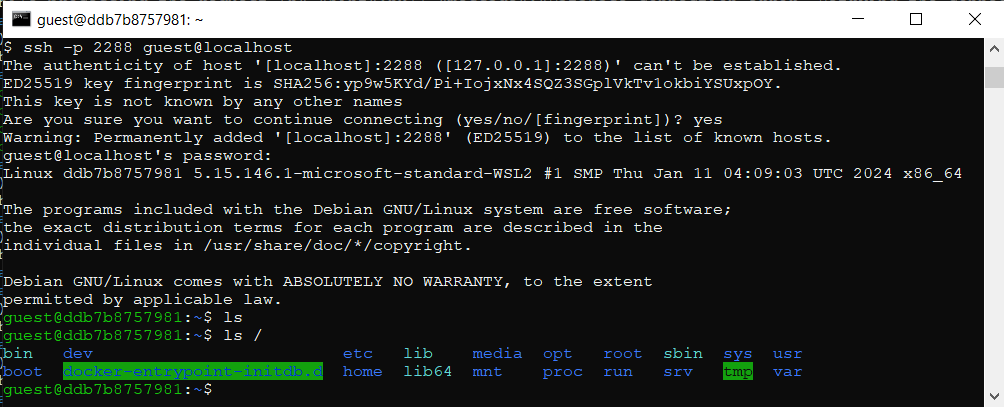 guest@ddb7b8757981: ~
$ ssh -p 2288 guest@localhost
The authenticity of host '[localhost]:2288 ([127.0.0.1]:2288)' can't be established.
ED25519 key fingerprint is SHA256:yp9w5KYd/Pi+IojxNx4SQZ3SGplVkTv1okbiYSUxpOY.
This key is not known by any other names
Are you sure you want to continue connecting (yes/no/[fingerprint])? yes
Warning: Permanently added '[localhost]:2288' (ED25519) to the list of known hosts.
guest@localhost's password:
Linux ddb7b8757981 5.15.146.1-microsoft-standard-WSL2 #1 SMP Thu Jan 11 04:09:03 UTC 2024 x86_64
The programs included with the Debian GNU/Linux system are free software;
the exact distribution terms for each program are described in the
individual files in /usr/share/doc/*/copyright.
Debian GNU/Linux comes with ABSOLUTELY NO WARRANTY, to the extent
permitted by applicable law.
guest@ddb7b8757981:~$ ls
guest@ddb7b8757981:~$ ls /
bin dev etc lib media opt root sbin sys usr
boot docker-entrypoint-initdb.d home lib64 mnt proc run srv tmp var
guest@ddb7b8757981:~$